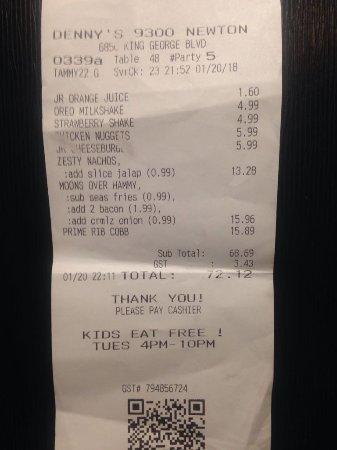 DENNY'S 9300 NEWTON
6850 KING GEORGE BLVD
0339a Table 48 #Party 5
TAMMY22 G SvrCk: 23 21:52 01/20/18
JR ORANGE JUICE 1.60
OREO MILKSHAKE 4.99
STRAWBERRY SHAKE 4.99
CHICKEN NUGGETS 5.99
JR CHEESEBURGE 5.99
ZESTY NACHOS,
:add slice jalap (0.99) 13.28
MOONS OVER HAMMY,
:sub seas fries (0.99),
:add 2 bacon (1.99),
:add crmlz onion (0.99) 15.96
PRIME RIB COBB 15.89
Sub Total: 68.69
GST : 3.43
01/20 22:11 TOTAL: 72.12
THANK YOU!
PLEASE PAY CASHIER
KIDS EAT FREE !
TUES 4PM-10PM
GST# 794856724